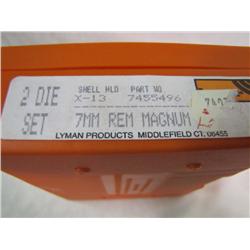 2 DIE SET
SHELL HLD PART NO.
X-13 7455496
7MM REM MAGNUM
LYMAN PRODUCTS MIDDLEFIELD CT. 06455